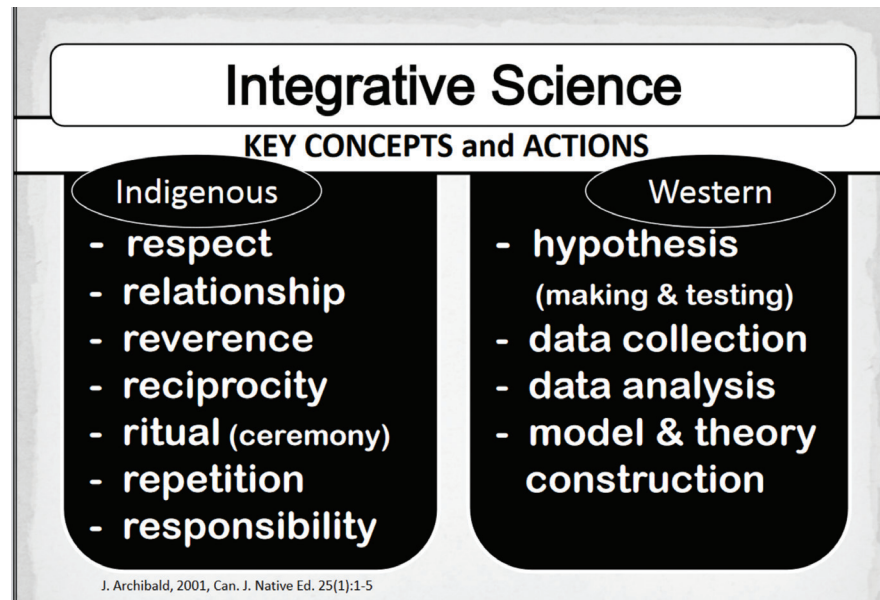 Integrative Science
KEY CONCEPTS and ACTIONS
Indigenous
- respect
- relationship
- reverence
- reciprocity
- ritual (ceremony)
- repetition
- responsibility
Western
- hypothesis
(making & testing)
- data collection
- data analysis
- model & theory
construction
J. Archibald, 2001, Can. J. Native Ed. 25(1):1-5